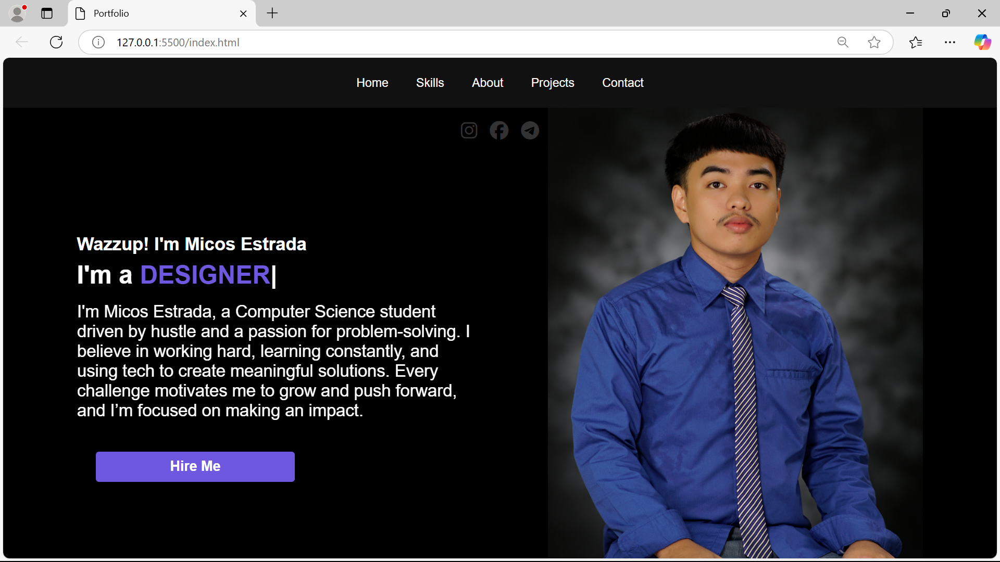 Portfolio
127.0.0.1:5500/index.html
Home Skills About Projects Contact
Wazzup! I'm Micos Estrada
I'm a DESIGNER|
I'm Micos Estrada, a Computer Science student
driven by hustle and a passion for problem-solving. I
believe in working hard, learning constantly, and
using tech to create meaningful solutions. Every
challenge motivates me to grow and push forward,
and I’m focused on making an impact.
Hire Me